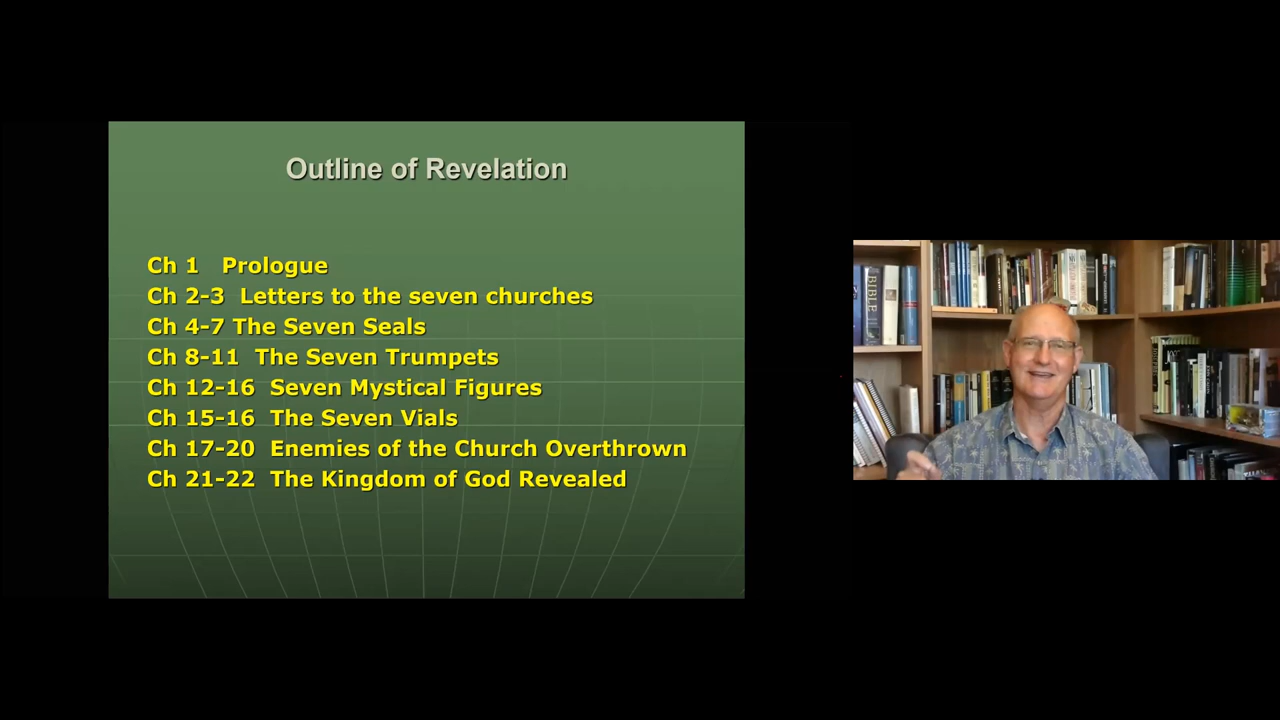 Outline of Revelation
Ch 1 Prologue
Ch 2-3 Letters to the seven churches
Ch 4-7 The Seven Seals
Ch 8-11 The Seven Trumpets
Ch 12-16 Seven Mystical Figures
Ch 15-16 The Seven Vials
Ch 17-20 Enemies of the Church Overthrown
Ch 21-22 The Kingdom of God Revealed
BIBLE